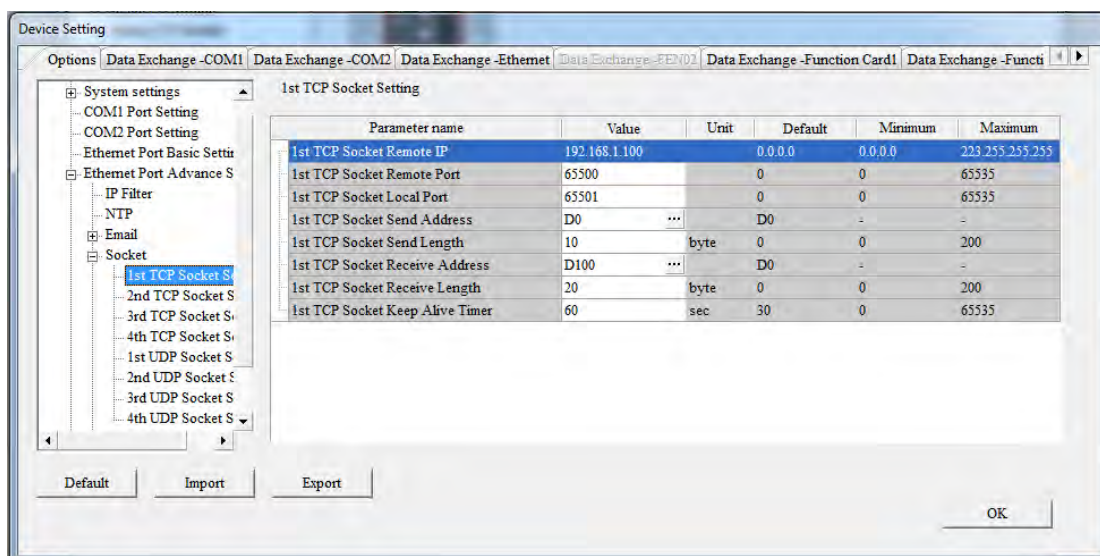 Device Setting
Options Data Exchange -COM1 Data Exchange -COM2 Data Exchange -Ethernet Data Exchange -FEN02 Data Exchange -Function Card1 Data Exchange -Functi
System settings
COM1 Port Setting
COM2 Port Setting
Ethernet Port Basic Settir
Ethernet Port Advance S
IP Filter
NTP
Email
Socket
1st TCP Socket Se
2nd TCP Socket S
3rd TCP Socket Se
4th TCP Socket Se
1st UDP Socket S
2nd UDP Socket S
3rd UDP Socket S
4th UDP Socket S
1st TCP Socket Setting
Parameter name Value Unit Default Minimum Maximum
1st TCP Socket Remote IP 192.168.1.100 0.0.0.0 0.0.0.0 223.255.255.255
1st TCP Socket Remote Port 65500 0 0 65535
1st TCP Socket Local Port 65501 0 0 65535
1st TCP Socket Send Address D0 ... D0 - -
1st TCP Socket Send Length 10 byte 0 0 200
1st TCP Socket Receive Address D100 ... D0 - -
1st TCP Socket Receive Length 20 byte 0 0 200
1st TCP Socket Keep Alive Timer 60 sec 30 0 65535
Default Import Export
OK